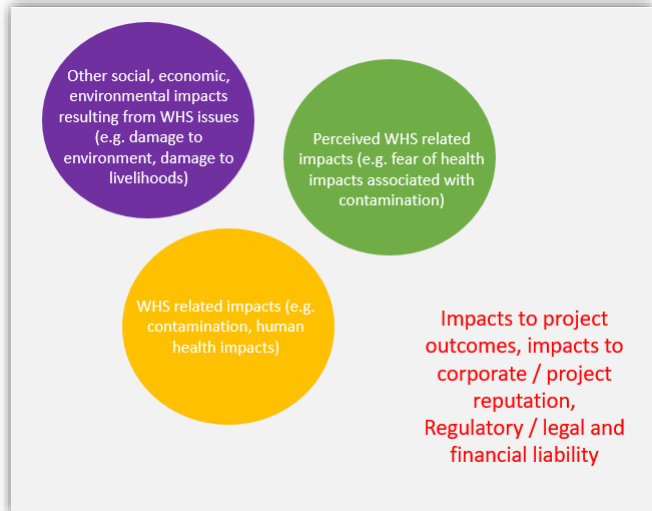 Other social, economic,
environmental impacts
resulting from WHS issues
(e.g. damage to
environment, damage to
livelihoods)
Perceived WHS related
impacts (e.g. fear of health
impacts associated with
contamination)
WHS related impacts (e.g.
contamination, human
health impacts)
Impacts to project
outcomes, impacts to
corporate / project
reputation,
Regulatory / legal and
financial liability